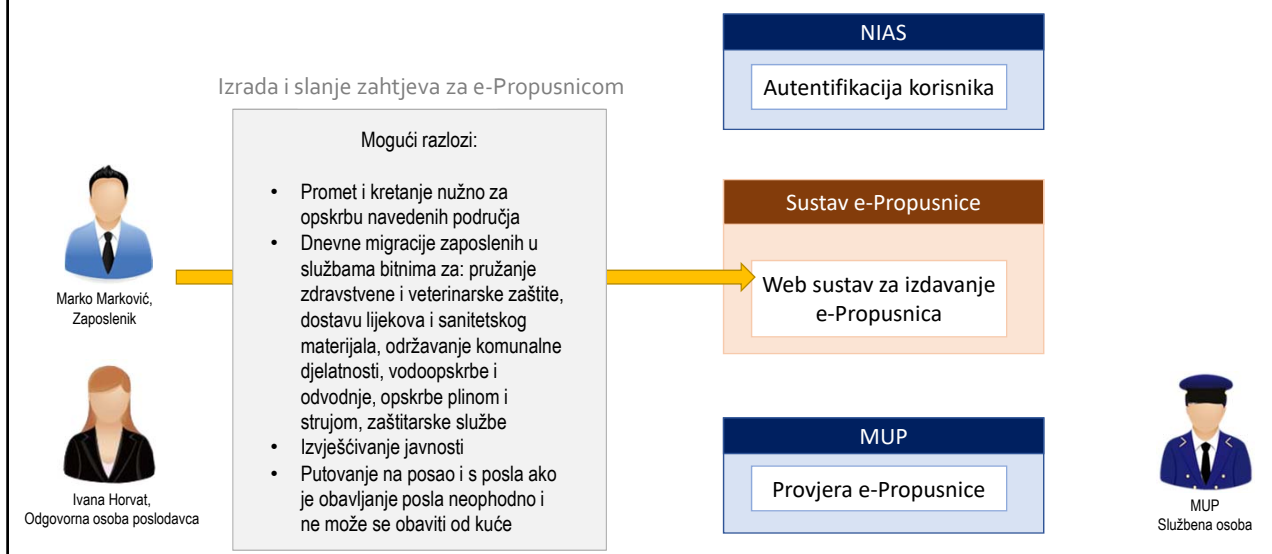 Izrada i slanje zahtjeva za e-Propusnicom
Mogući razlozi:
• Promet i kretanje nužno za
opskrbu navedenih područja
• Dnevne migracije zaposlenih u
službama bitnima za: pružanje
zdravstvene i veterinarske zaštite,
dostavu lijekova i sanitetskog
materijala, održavanje komunalne
djelatnosti, vodoopskrbe i
odvodnje, opskrbe plinom i
strujom, zaštitarske službe
• Izvješćivanje javnosti
• Putovanje na posao i s posla ako
je obavljanje posla neophodno i
ne može se obaviti od kuće
Marko Marković,
Zaposlenik
Ivana Horvat,
Odgovorna osoba poslodavca
NIAS
Autentifikacija korisnika
Sustav e-Propusnice
Web sustav za izdavanje
e-Propusnica
MUP
Provjera e-Propusnice
MUP
Službena osoba